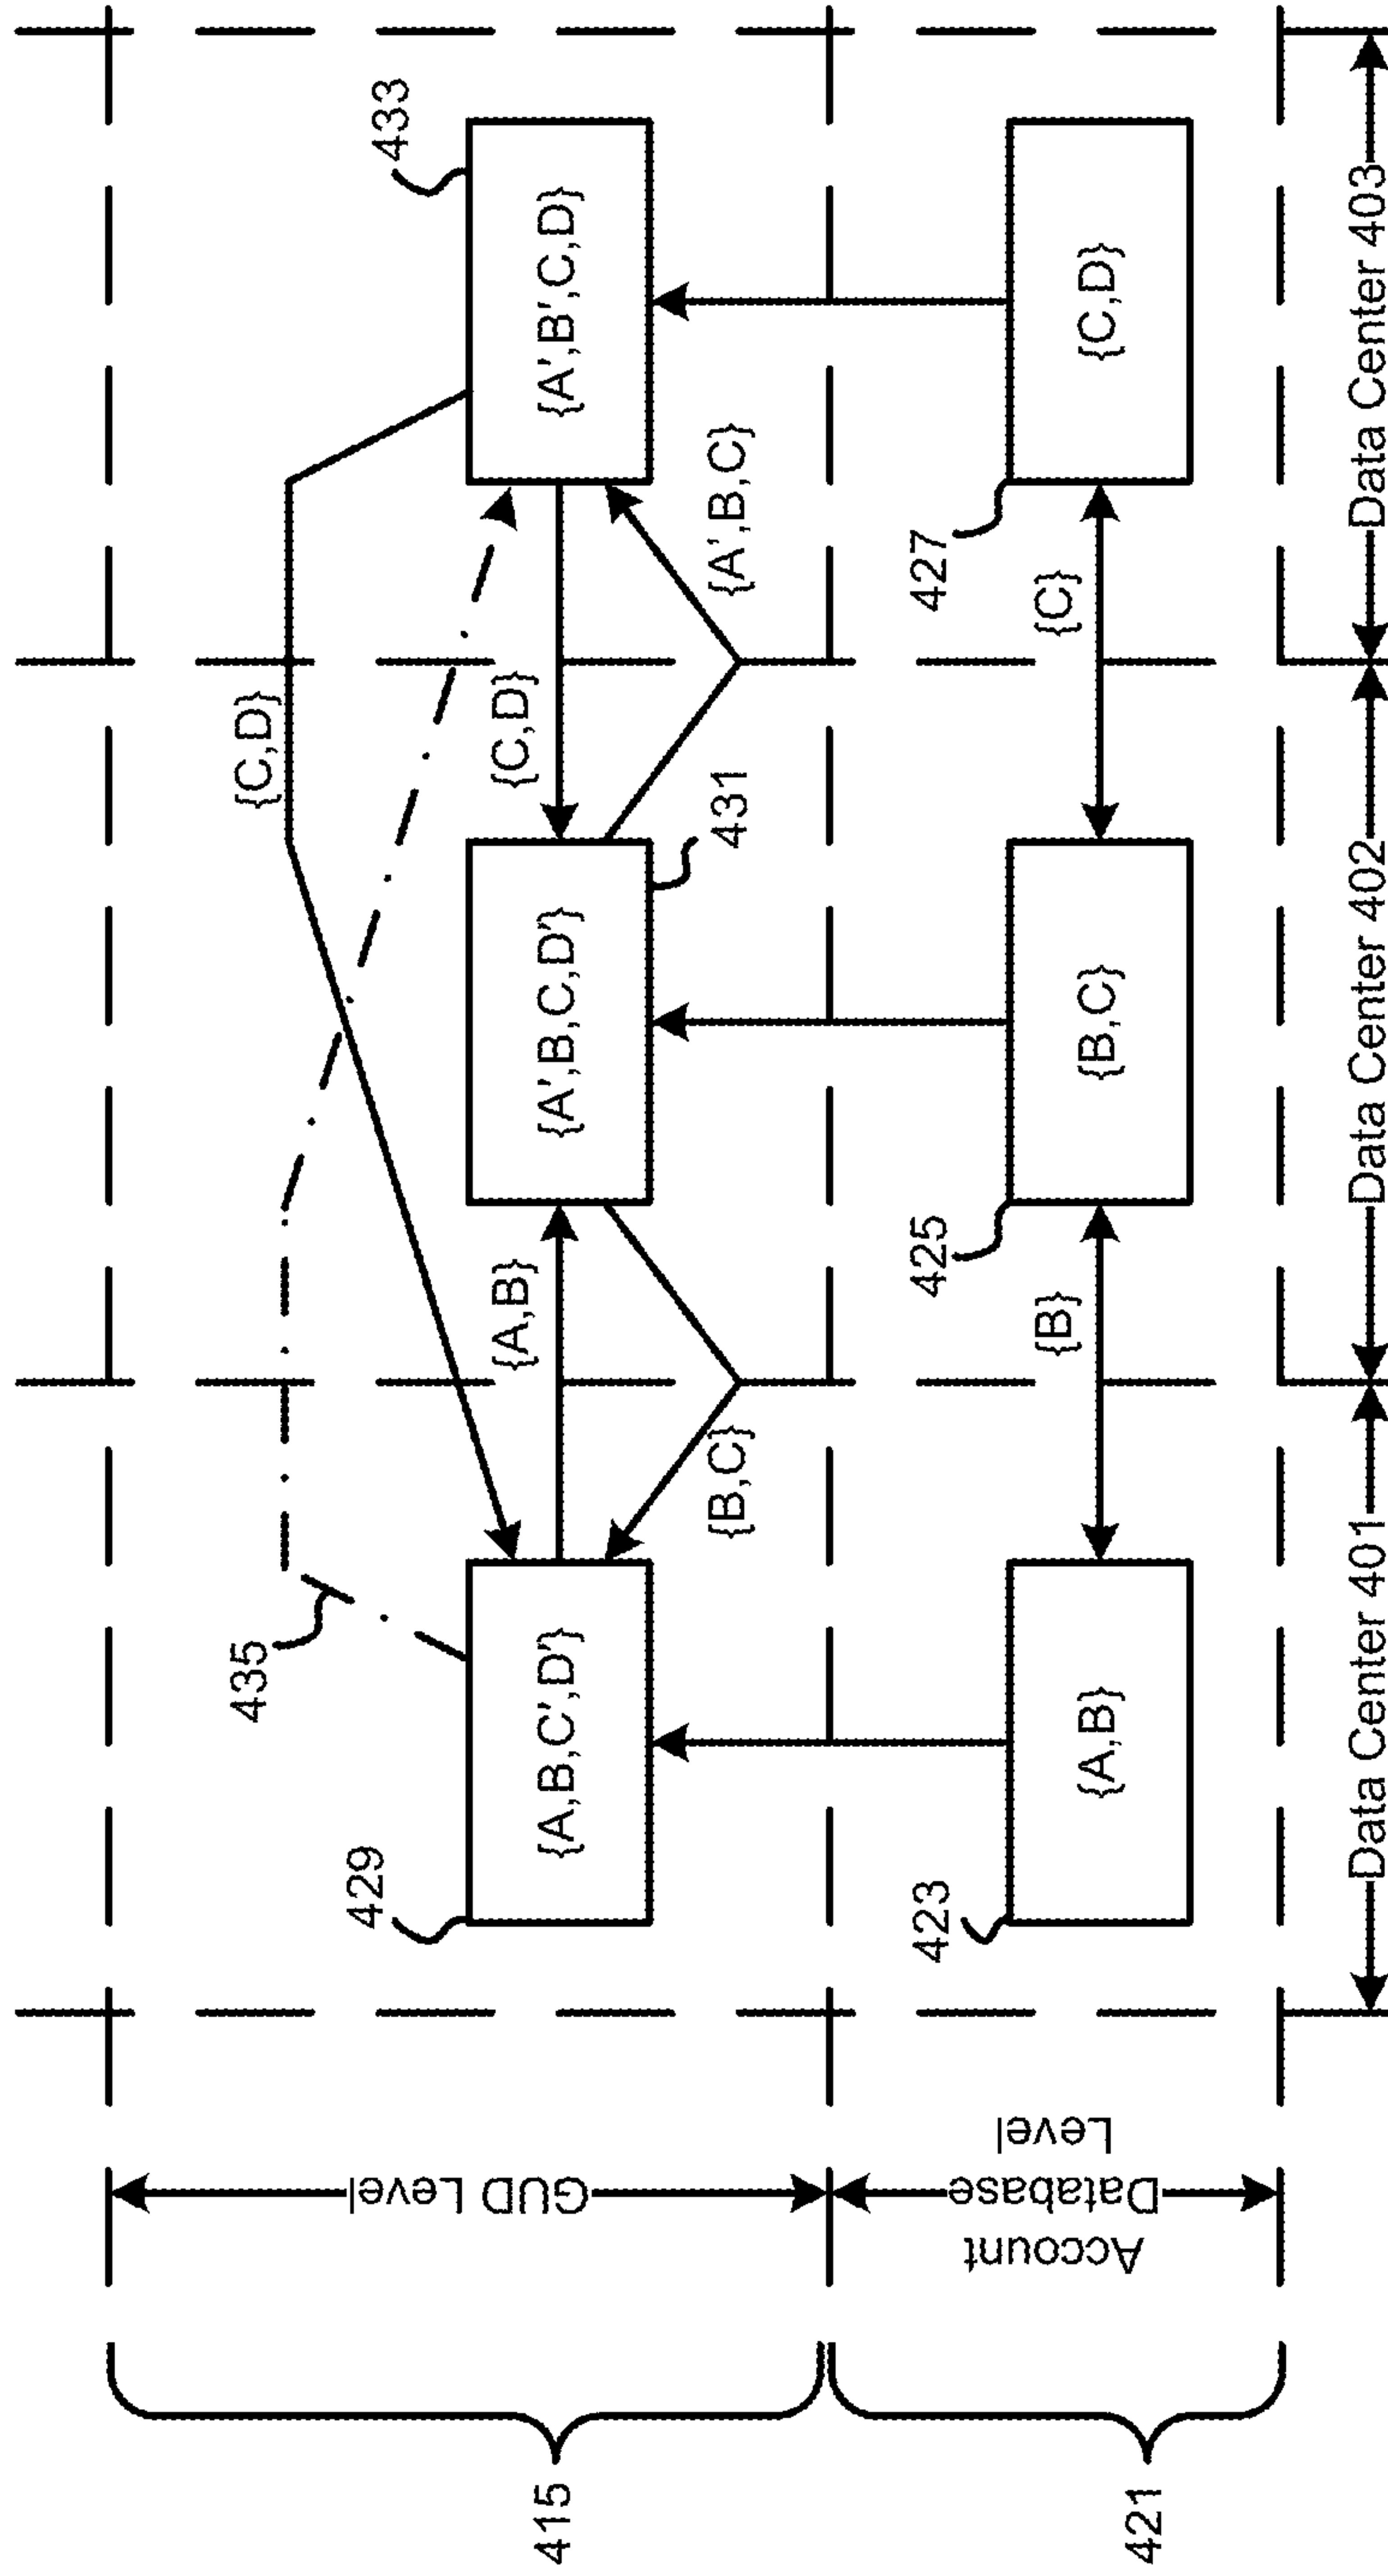 415
GUD Level
421
Account
Database
Level
435
{C,D}
429
{A,B,C',D'}
{A,B}
{B,C}
{A',B,C,D'}
431
{C,D}
{A',B,C}
433
{A',B',C,D}
423
{A,B}
{B}
425
{B,C}
{C}
427
{C,D}
Data Center 401
Data Center 402
Data Center 403